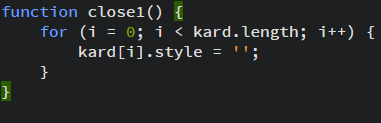 function close1() {
    for (i = 0; i < kard.length; i++) {
        kard[i].style = '';
    }
}